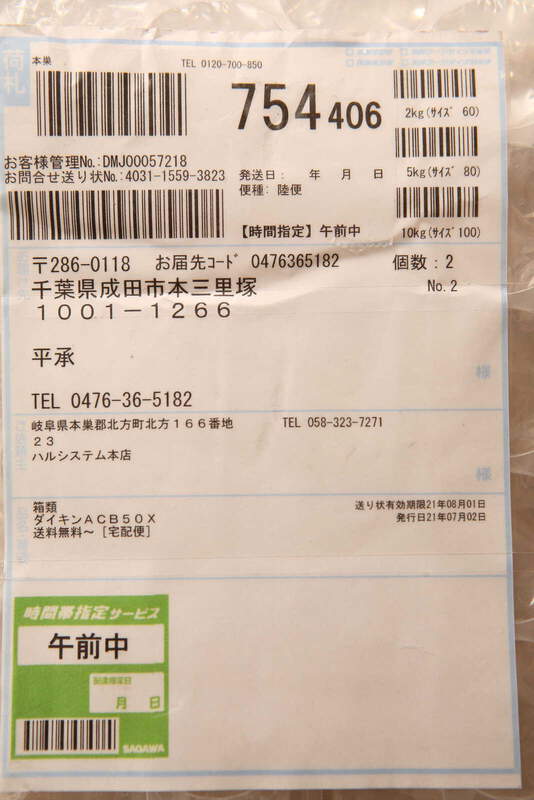 荷札
本巣 TEL 0120-700-850
754 406
2kg(ｻｲｽﾞ 60)
お客様管理No.:DMJ00057218
お問合せ送り状No.:4031-1559-3823
発送日: 年 月 日
便種: 陸便
5kg(ｻｲｽﾞ 80)
【時間指定】午前中
10kg(ｻｲｽﾞ100)
〒286-0118 お届先ｺｰﾄﾞ 0476365182 個数:2
千葉県成田市本三里塚 No.2
１００１－１２６６
平承
様
TEL 0476-36-5182
岐阜県本巣郡北方町北方１６６番地 TEL 058-323-7271
２３
ハルシステム本店
様
箱類
ダイキンＡＣＢ５０Ｘ
送料無料～［宅配便］
送り状有効期限21年08月01日
発行日21年07月02日
時間帯指定サービス
午前中
配達指定日
月 日
SAGAWA